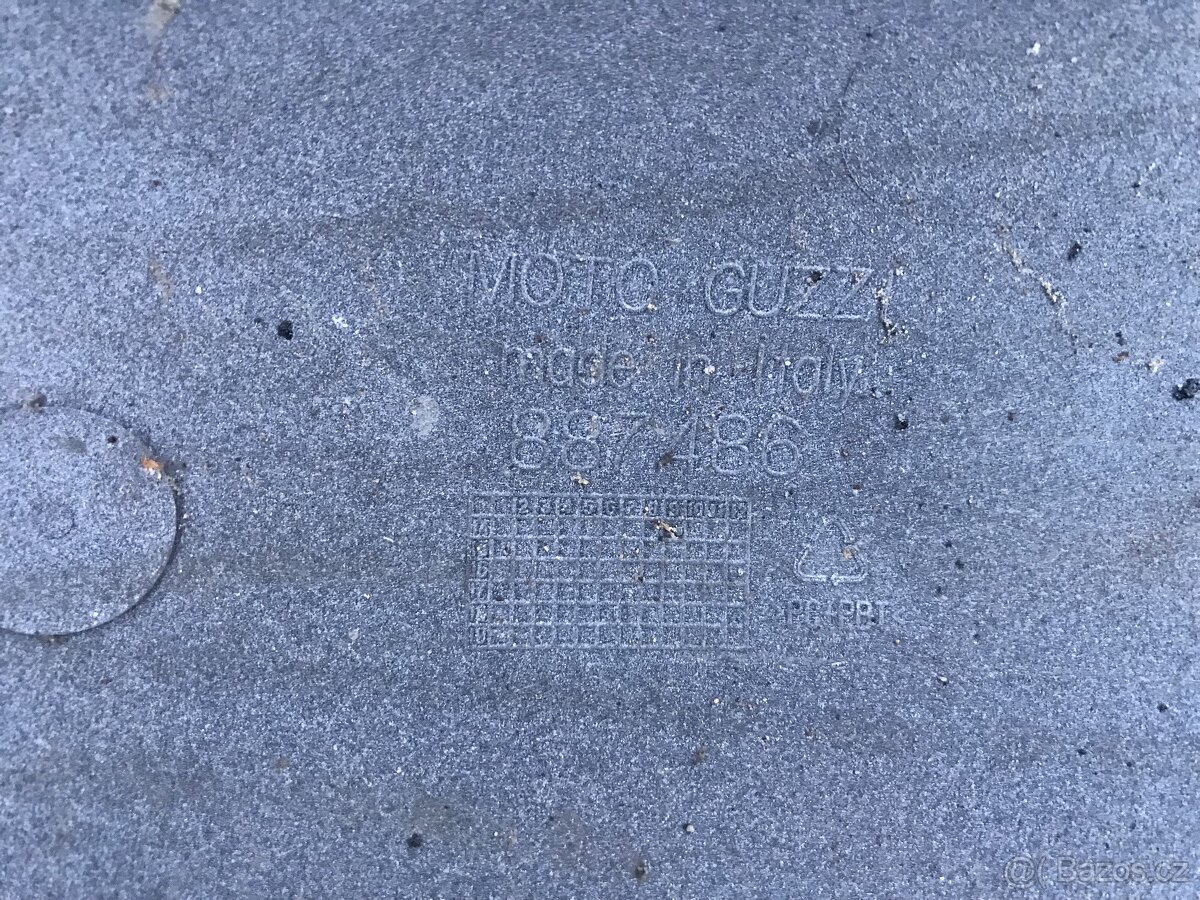 MOTO GUZZI
made in Italy
887486
PC+PBT
@( Bazos.cz